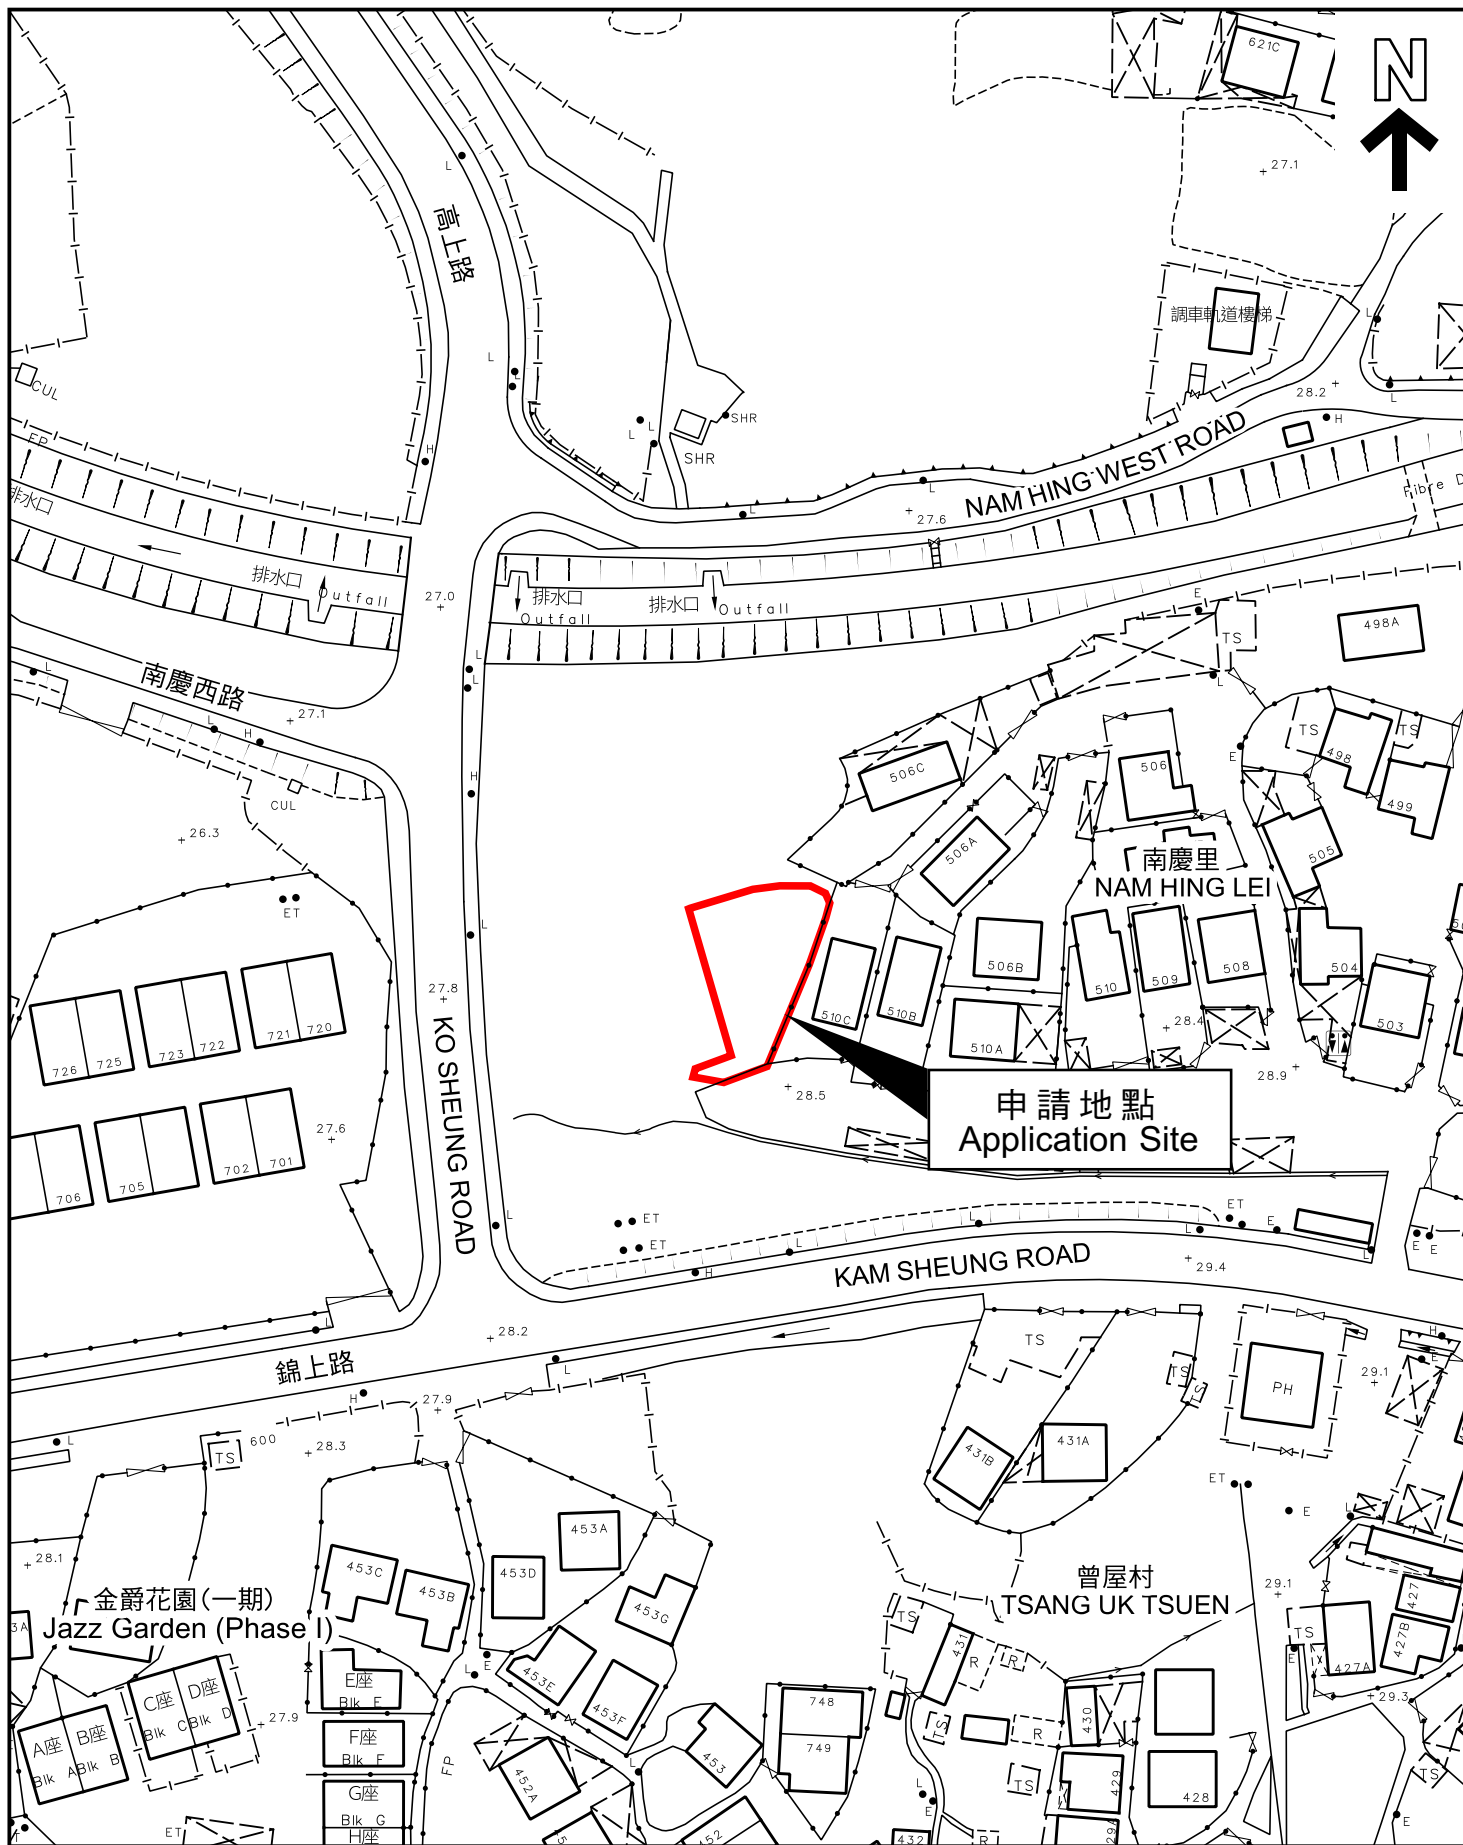 621C
N
27.1
L
高上路
調車軌道樓梯
L
L
L
CUL
28.2
L
H
L
L
SHR
SHR
FP
H
NAM HING WEST ROAD
L
L
27.6
Fibre D
排水口
排水口
Outfall
27.0
排水口
Outfall
排水口
Outfall
E
498A
TS
L
南慶西路
L
L
L
27.1
L
H
TS
TS
498
E
506C
506
H
499
CUL
26.3
506A
505
南慶里
NAM HING LEI
ET
L
506B
510
509
508
504
27.8
510C
510B
510A
28.4
503
726
725
723
722
721
720
KO SHEUNG ROAD
28.5
28.9
申請地點
Application Site
27.6
706
705
702
701
L
ET
ET
L
L
H
ET
L
E
L
E
E
KAM SHEUNG ROAD
29.4
28.2
錦上路
L
L
H
27.9
TS
TS
TS
PH
29.1
H
E
L
600
28.3
TS
431B
431A
ET
E
L
28.1
453A
453C
453B
453D
453G
金爵花園(一期)
Jazz Garden (Phase I)
3A
曾屋村
TSANG UK TSUEN
29.1
427
427B
427A
TS
TS
431
R
R
E
E座
Blk E
L
E
453E
453F
C座
D座
Blk C
Blk D
27.9
A座
B座
Blk A
Blk B
F座
Blk F
G座
Blk G
H座
FP
452A
453
748
749
TS
R
430
29.3
TS
TS
429
428
L
E
E
ET
452
432
R
29A